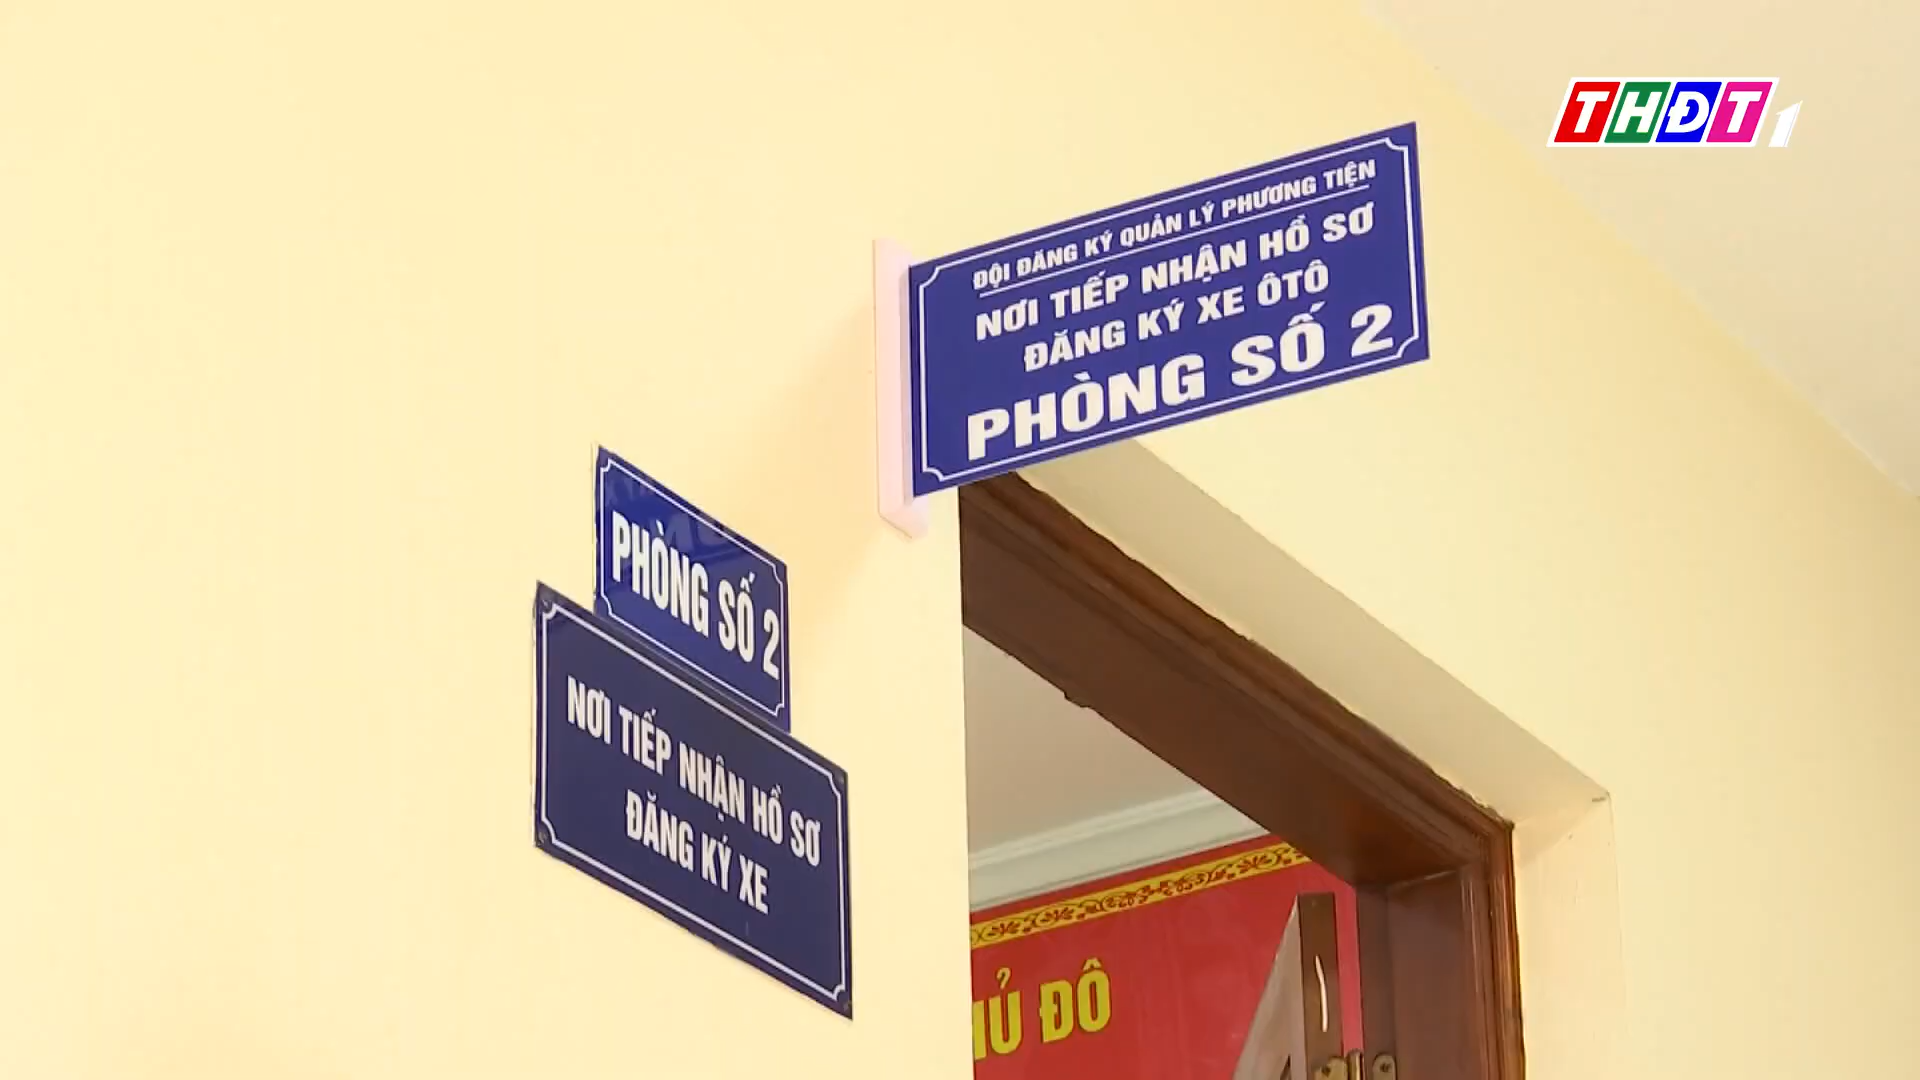 THĐT1
ĐỘI ĐĂNG KÝ QUẢN LÝ PHƯƠNG TIỆN
NƠI TIẾP NHẬN HỒ SƠ
ĐĂNG KÝ XE ÔTÔ
PHÒNG SỐ 2
PHÒNG SỐ 2
NƠI TIẾP NHẬN HỒ SƠ
ĐĂNG KÝ XE
ĐÔ